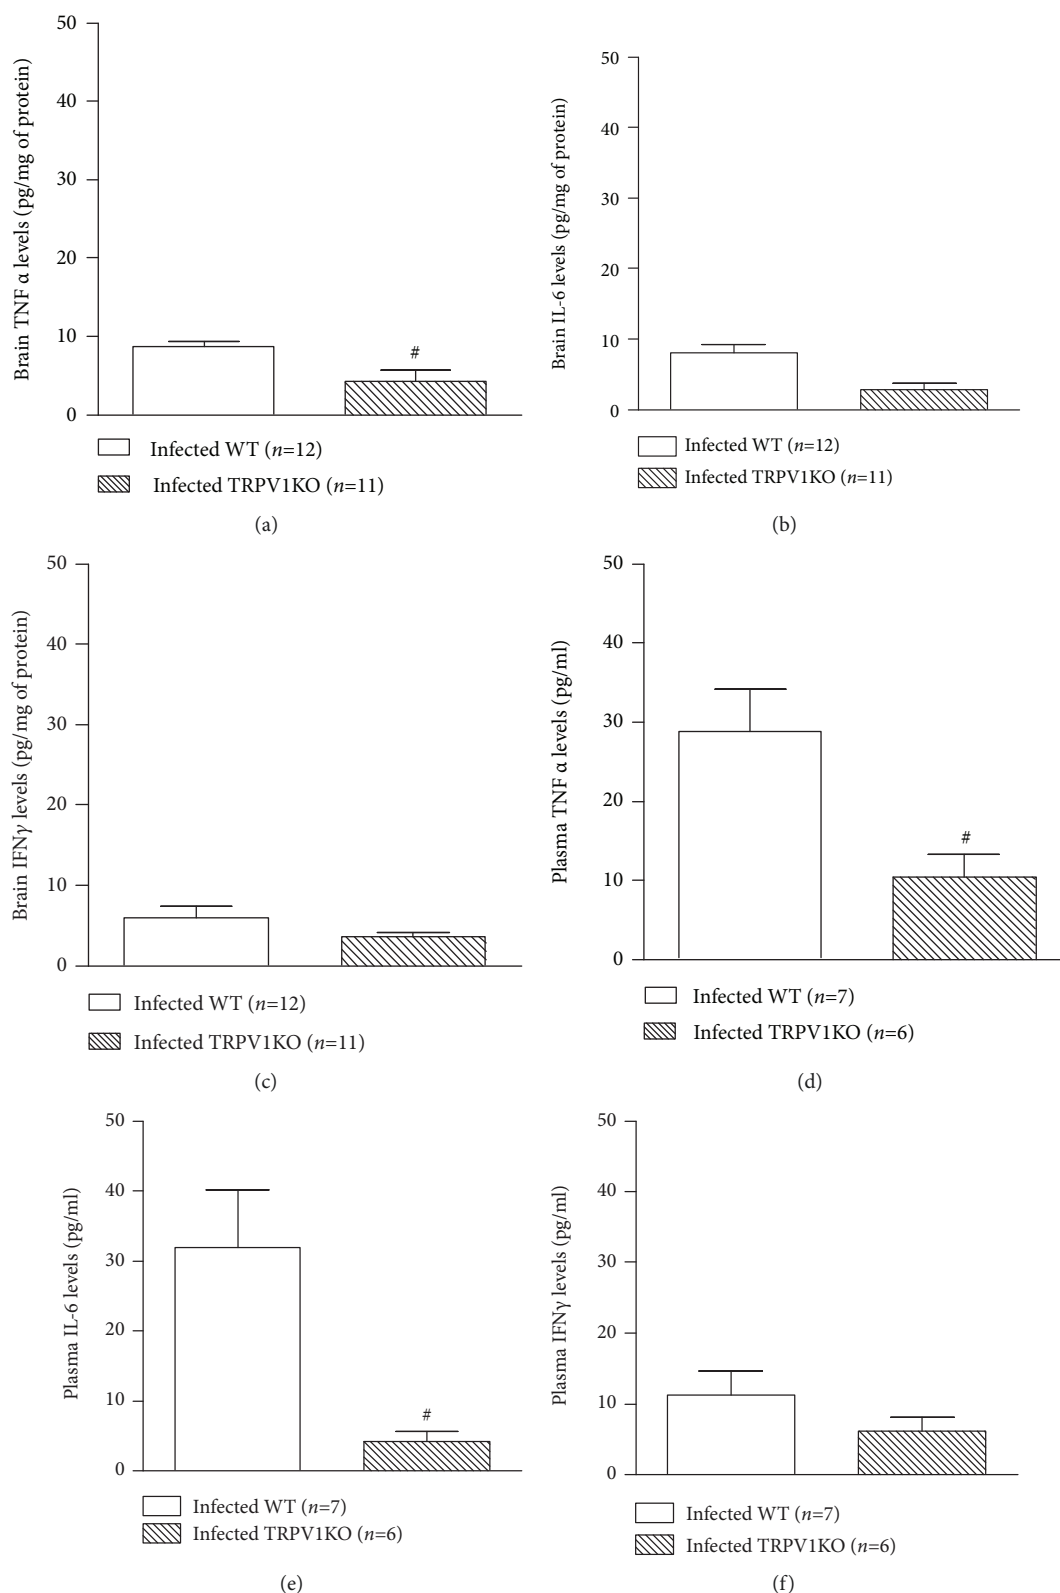 50
40
30
20
10
0
Brain TNF α levels (pg/mg of protein)
#
Infected WT (n=12)
Infected TRPV1KO (n=11)
(a)
50
40
30
20
10
0
Brain IL-6 levels (pg/mg of protein)
Infected WT (n=12)
Infected TRPV1KO (n=11)
(b)
50
40
30
20
10
0
Brain IFNγ levels (pg/mg of protein)
Infected WT (n=12)
Infected TRPV1KO (n=11)
(c)
50
40
30
20
10
0
Plasma TNF α levels (pg/ml)
#
Infected WT (n=7)
Infected TRPV1KO (n=6)
(d)
50
40
30
20
10
0
Plasma IL-6 levels (pg/ml)
#
Infected WT (n=7)
Infected TRPV1KO (n=6)
(e)
50
40
30
20
10
0
Plasma IFNγ levels (pg/ml)
Infected WT (n=7)
Infected TRPV1KO (n=6)
(f)